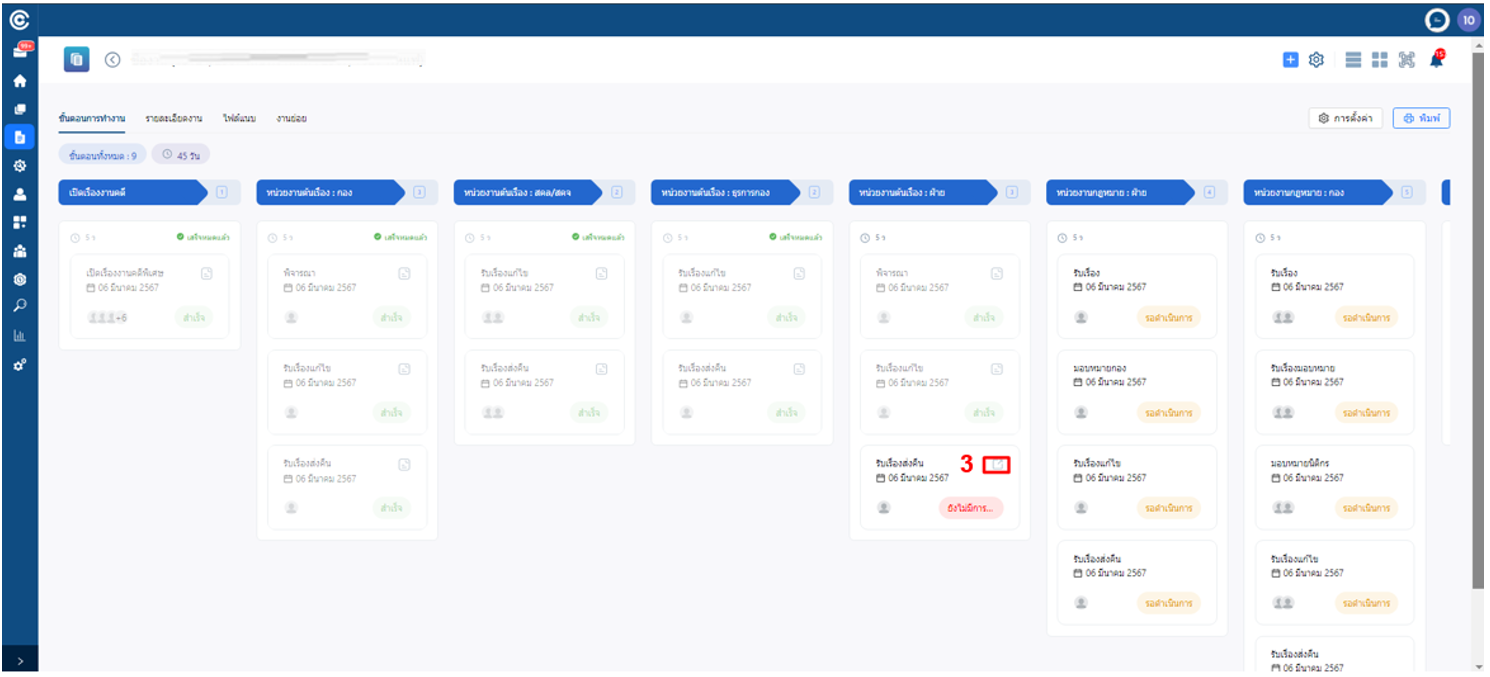 99+
10
157
ขั้นตอนการทำงาน รายละเอียดงาน ไฟล์แนบ งานย่อย
การตั้งค่า พิมพ์
ขั้นตอนทั้งหมด : 9 45 วัน
เปิดเรื่องงานคดี 1
หน่วยงานต้นเรื่อง : กอง 3
หน่วยงานต้นเรื่อง : สคล/สคจ 2
หน่วยงานต้นเรื่อง : ธุรการกอง 2
หน่วยงานต้นเรื่อง : ฝ่าย 3
หน่วยงานกฎหมาย : ฝ่าย 4
หน่วยงานกฎหมาย : กอง 5
5 ว เสร็จหมดแล้ว
เปิดเรื่องงานคดีพิเศษ
06 มีนาคม 2567
+6 สำเร็จ
5 ว เสร็จหมดแล้ว
พิจารณา
06 มีนาคม 2567
สำเร็จ
รับเรื่องแก้ไข
06 มีนาคม 2567
สำเร็จ
รับเรื่องส่งคืน
06 มีนาคม 2567
สำเร็จ
5 ว เสร็จหมดแล้ว
รับเรื่องแก้ไข
06 มีนาคม 2567
สำเร็จ
รับเรื่องส่งคืน
06 มีนาคม 2567
สำเร็จ
5 ว เสร็จหมดแล้ว
รับเรื่องแก้ไข
06 มีนาคม 2567
สำเร็จ
รับเรื่องส่งคืน
06 มีนาคม 2567
สำเร็จ
5 ว
พิจารณา
06 มีนาคม 2567
สำเร็จ
รับเรื่องแก้ไข
06 มีนาคม 2567
สำเร็จ
รับเรื่องส่งคืน 3
06 มีนาคม 2567
ยังไม่มีการ...
5 ว
รับเรื่อง
06 มีนาคม 2567
รอดำเนินการ
มอบหมายกอง
06 มีนาคม 2567
รอดำเนินการ
รับเรื่องแก้ไข
06 มีนาคม 2567
รอดำเนินการ
รับเรื่องส่งคืน
06 มีนาคม 2567
รอดำเนินการ
5 ว
รับเรื่อง
06 มีนาคม 2567
รอดำเนินการ
รับเรื่องมอบหมาย
06 มีนาคม 2567
รอดำเนินการ
มอบหมายนิติกร
06 มีนาคม 2567
รอดำเนินการ
รับเรื่องแก้ไข
06 มีนาคม 2567
รอดำเนินการ
รับเรื่องส่งคืน
06 มีนาคม 2567